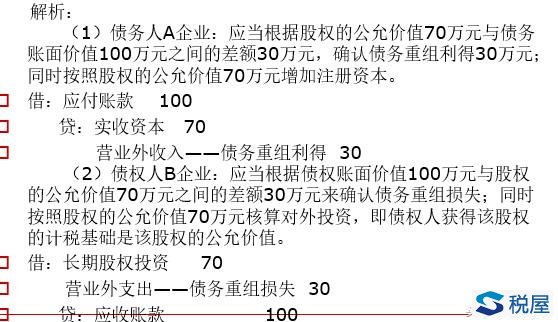 解析：
（1）债务人A企业：应当根据股权的公允价值70万元与债务
账面价值100万元之间的差额30万元，确认债务重组利得30万元；
同时按照股权的公允价值70万元增加注册资本。
借：应付账款 100
贷：实收资本 70
营业外收入——债务重组利得 30
（2）债权人B企业：应当根据债权账面价值100万元与股权
的公允价值70万元之间的差额30万元来确认债务重组损失；同时
按照股权的公允价值70万元核算对外投资，即债权人获得该股权
的计税基础是该股权的公允价值。
借：长期股权投资 70
营业外支出——债务重组损失 30
贷：应收账款 100
税屋